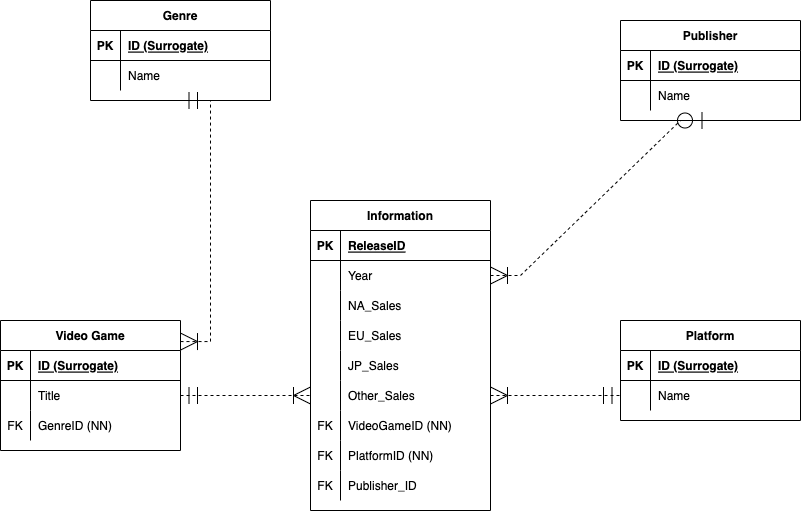 Genre
PK ID (Surrogate)
Name
Publisher
PK ID (Surrogate)
Name
Information
PK ReleaseID
Year
NA_Sales
EU_Sales
JP_Sales
Other_Sales
FK VideoGameID (NN)
FK PlatformID (NN)
FK Publisher_ID
Video Game
PK ID (Surrogate)
Title
FK GenreID (NN)
Platform
PK ID (Surrogate)
Name